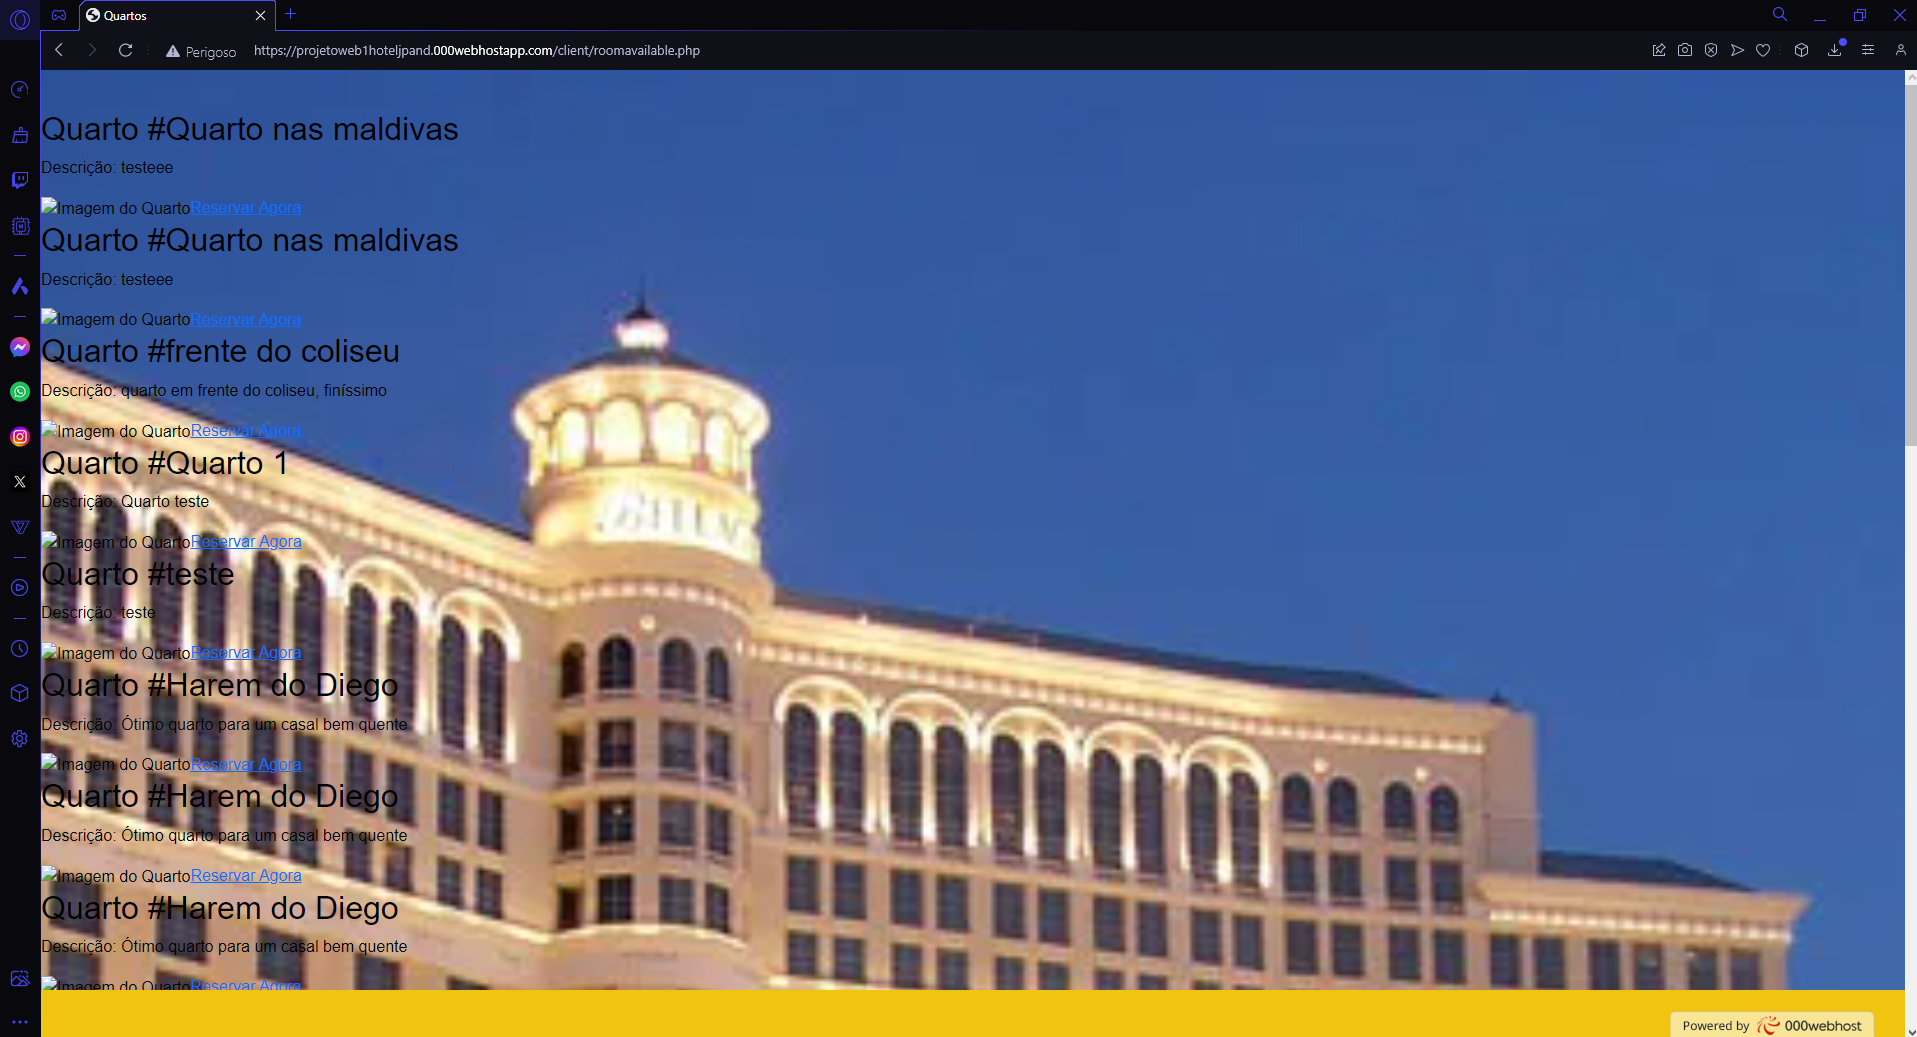 Quartos
Perigoso
https://projetoweb1hoteljpand.000webhostapp.com/client/roomavailable.php
Quarto #Quarto nas maldivas
Descrição: testeee
Imagem do QuartoReservar Agora
Quarto #Quarto nas maldivas
Descrição: testeee
Imagem do QuartoReservar Agora
Quarto #frente do coliseu
Descrição: quarto em frente do coliseu, finíssimo
Imagem do QuartoReservar Agora
Quarto #Quarto 1
Descrição: Quarto teste
Imagem do QuartoReservar Agora
Quarto #teste
Descrição: teste
Imagem do QuartoReservar Agora
Quarto #Harem do Diego
Descrição: Ótimo quarto para um casal bem quente
Imagem do QuartoReservar Agora
Quarto #Harem do Diego
Descrição: Ótimo quarto para um casal bem quente
Imagem do QuartoReservar Agora
Quarto #Harem do Diego
Descrição: Ótimo quarto para um casal bem quente
Imagem do QuartoReservar Agora
Powered by 000webhost